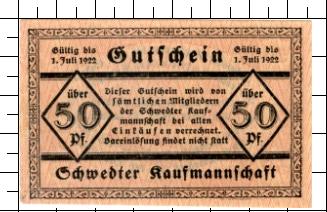 Gültig bis
1. Juli 1922
Gutschein
Gültig bis
1. Juli 1922
über
50
Pf.
Dieser Gutschein wird von
sämtlichen Mitgliedern
der Schwedter Kauf-
mannschaft bei allen
Einkäufen verrechnet.
Bareinlösung findet nicht statt
über
50
Pf.
Schwedter Kaufmannschaft